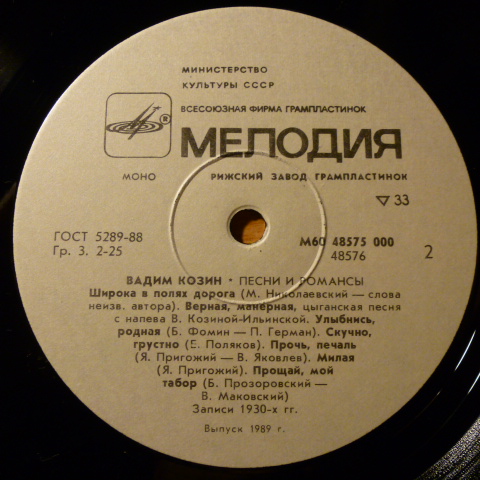 МИНИСТЕРСТВО
КУЛЬТУРЫ СССР
ВСЕСОЮЗНАЯ ФИРМА ГРАМПЛАСТИНОК
®
МЕЛОДИЯ
МОНО РИЖСКИЙ ЗАВОД ГРАМПЛАСТИНОК
▽ 33
ГОСТ 5289-88 М60 48575 000
Гр. 3. 2-25 48576 2
ВАДИМ КОЗИН · ПЕСНИ И РОМАНСЫ
Широка в полях дорога (М. Николаевский — слова
неизв. автора). Верная, манерная, цыганская песня
с напева В. Козиной-Ильинской. Улыбнись,
родная (Б. Фомин — П. Герман). Скучно,
грустно (Е. Поляков). Прочь, печаль
(Я. Пригожий — В. Яковлев). Милая
(Я. Пригожий). Прощай, мой
табор (Б. Прозоровский —
В. Маковский)
Записи 1930-х гг.
Выпуск 1989 г.